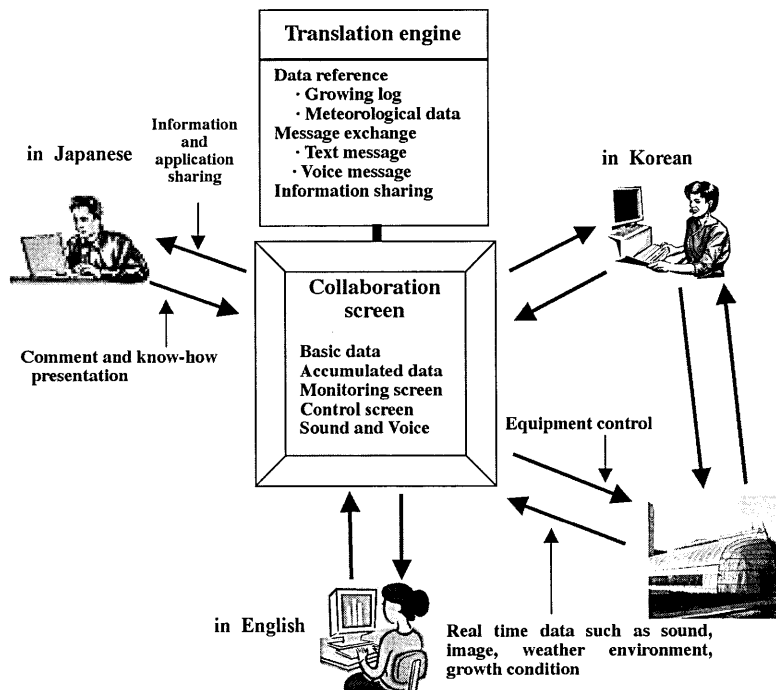 Translation engine
Data reference
· Growing log
· Meteorological data
Message exchange
· Text message
· Voice message
Information sharing
Information
and
application
sharing
in Japanese
in Korean
Collaboration
screen
Basic data
Accumulated data
Monitoring screen
Control screen
Sound and Voice
Comment and know-how
presentation
Equipment control
in English
Real time data such as sound,
image, weather environment,
growth condition